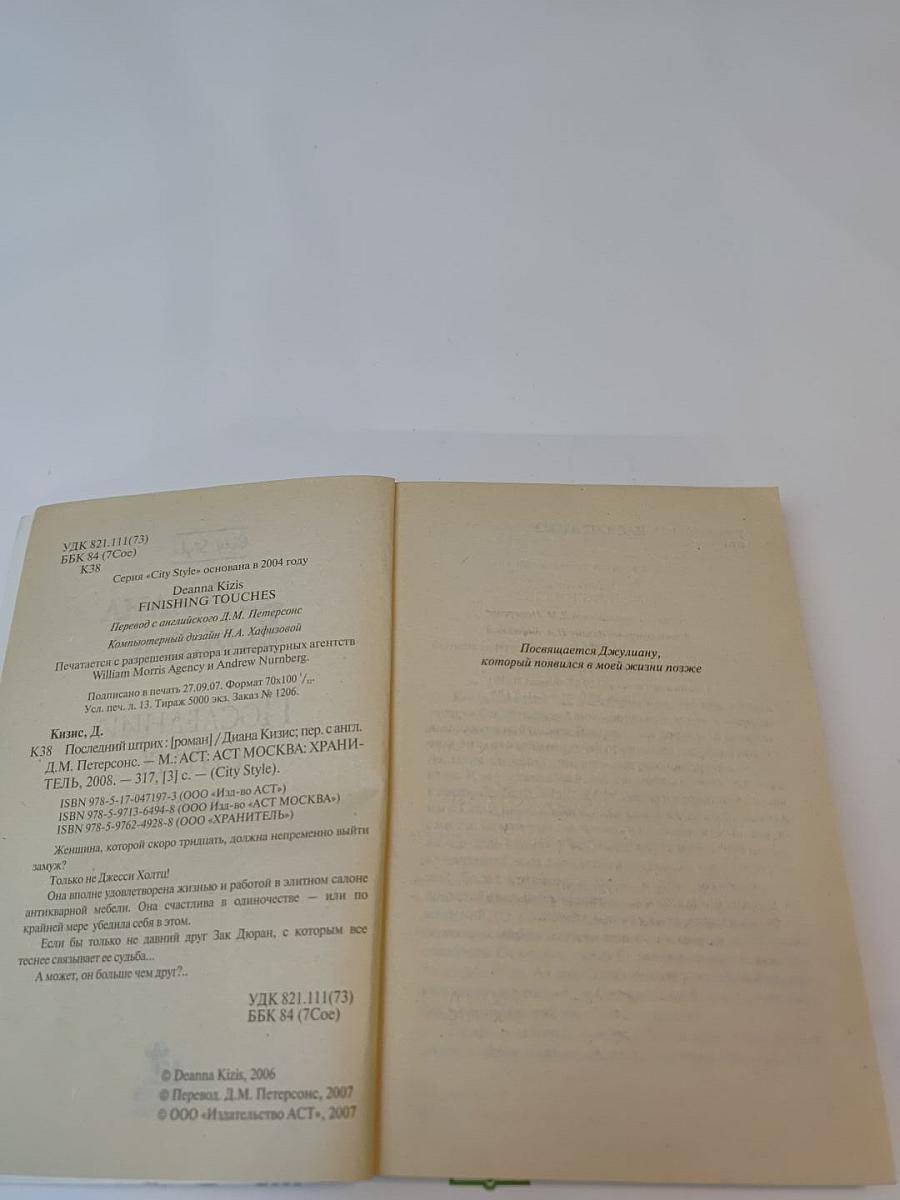 УДК 821.111(73)
ББК 84 (7Сое)
К38
Серия «City Style» основана в 2004 году
Deanna Kizis
FINISHING TOUCHES
Перевод с английского Д.М. Петерсонс
Компьютерный дизайн Н.А. Хафизовой
Печатается с разрешения автора и литературных агентств
William Morris Agency и Andrew Nurnberg.
Подписано в печать 27.09.07. Формат 70х100 1/32.
Усл. печ. л. 13. Тираж 5000 экз. Заказ № 1206.
Кизис, Д.
К38 Последний штрих : [роман] / Диана Кизис; пер. с англ.
Д.М. Петерсонс. — М.: АСТ: АСТ МОСКВА: ХРАНИ-
ТЕЛЬ, 2008. — 317, [3] с. — (City Style).
ISBN 978-5-17-047197-3 (ООО «Изд-во АСТ»)
ISBN 978-5-9713-6494-8 (ООО Изд-во «АСТ МОСКВА»)
ISBN 978-5-9762-4928-8 (ООО «ХРАНИТЕЛЬ»)
Женщина, которой скоро тридцать, должна непременно выйти
замуж?
Только не Джесси Холтц!
Она вполне удовлетворена жизнью и работой в элитном салоне
антикварной мебели. Она счастлива в одиночестве — или по
крайней мере убедила себя в этом.
Если бы только не давний друг Зак Дюран, с которым все
теснее связывает ее судьба...
А может, он больше чем друг?..
УДК 821.111(73)
ББК 84 (7Сое)
© Deanna Kizis, 2006
© Перевод. Д.М. Петерсонс, 2007
© ООО «Издательство АСТ», 2007
Посвящается Джулиану,
который появился в моей жизни позже